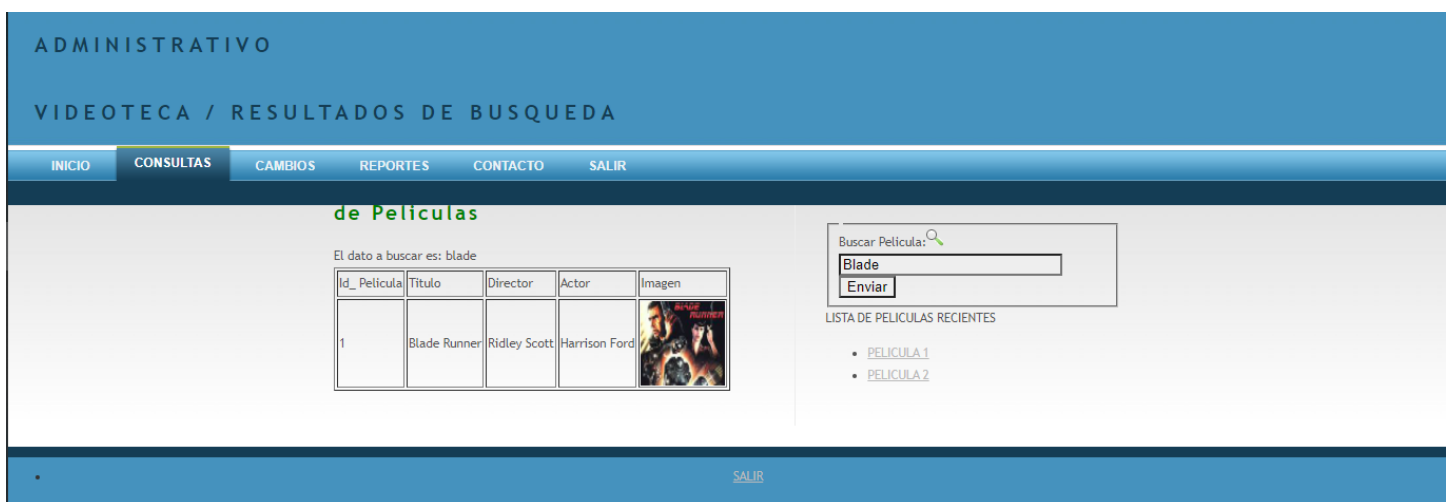 ADMINISTRATIVO
VIDEOTECA / RESULTADOS DE BUSQUEDA
INICIO CONSULTAS CAMBIOS REPORTES CONTACTO SALIR
de Peliculas
El dato a buscar es: blade
Id_ Pelicula Titulo Director Actor Imagen
1 Blade Runner Ridley Scott Harrison Ford
BLADE
RUNNER
Buscar Pelicula:
Blade
Enviar
LISTA DE PELICULAS RECIENTES
PELICULA 1
PELICULA 2
SALIR